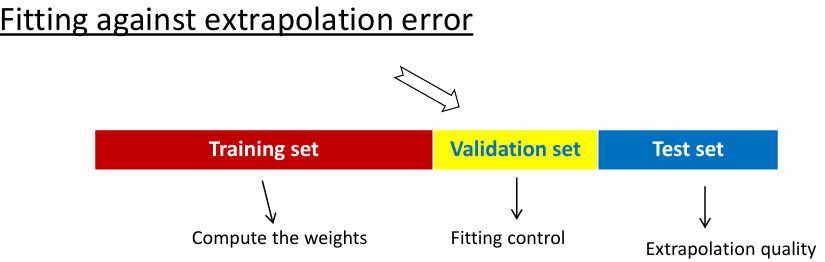 Fitting against extrapolation error
Training set
Validation set
Test set
Compute the weights
Fitting control
Extrapolation quality